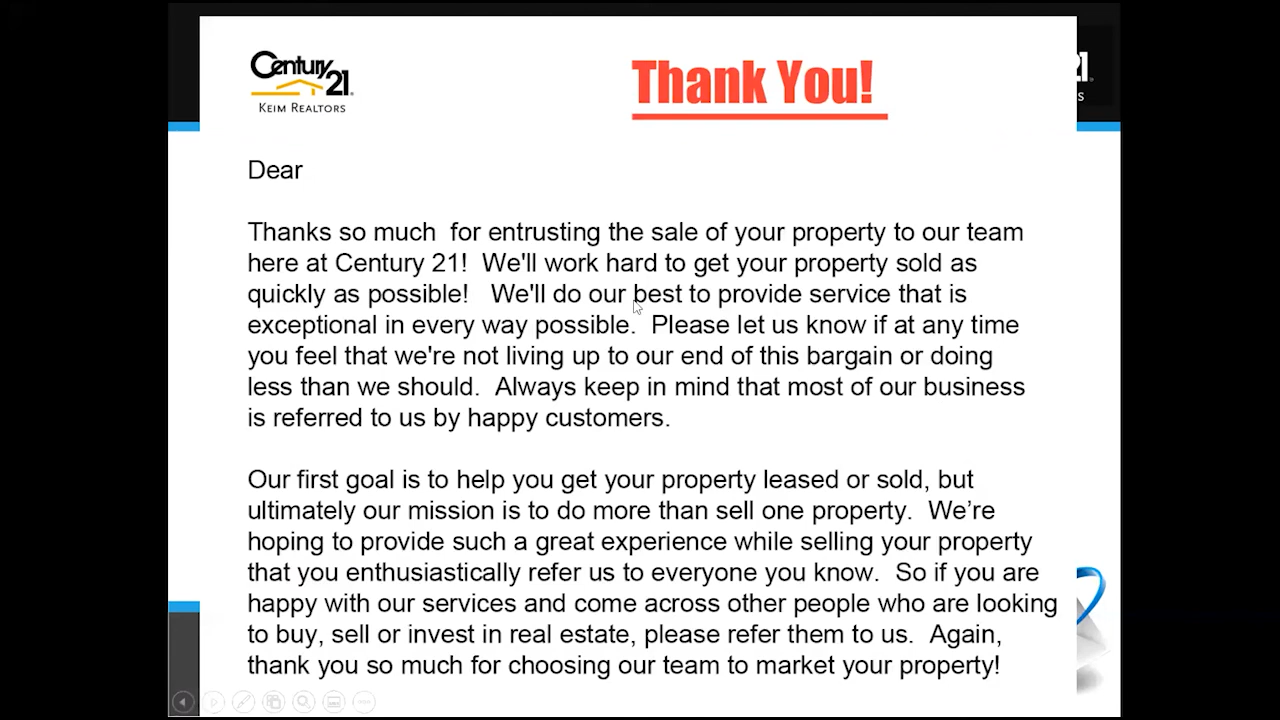 Century 21
KEIM REALTORS
Thank You!
21
S
Dear
Thanks so much  for entrusting the sale of your property to our team
here at Century 21!  We'll work hard to get your property sold as
quickly as possible!   We'll do our best to provide service that is
exceptional in every way possible.  Please let us know if at any time
you feel that we're not living up to our end of this bargain or doing
less than we should.  Always keep in mind that most of our business
is referred to us by happy customers.
Our first goal is to help you get your property leased or sold, but
ultimately our mission is to do more than sell one property.  We’re
hoping to provide such a great experience while selling your property
that you enthusiastically refer us to everyone you know.  So if you are
happy with our services and come across other people who are looking
to buy, sell or invest in real estate, please refer them to us.  Again,
thank you so much for choosing our team to market your property!